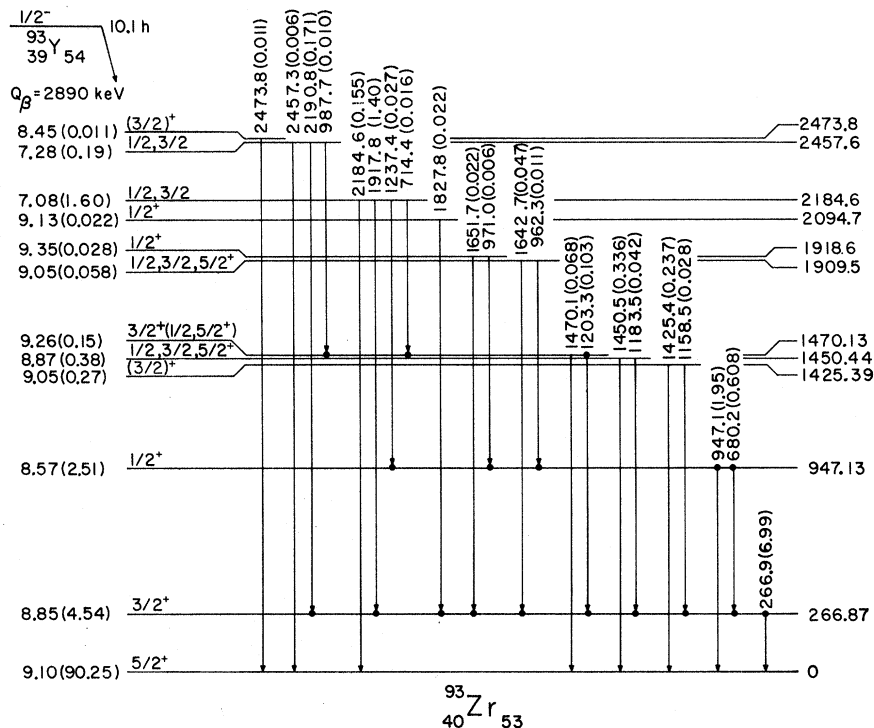 1/2⁻
10.1 h
⁹³₃₉Y₅₄
Qβ = 2890 keV
2473.8 (0.011)
2457.3 (0.006)
2190.8 (0.171)
987.7 (0.010)
2184.6 (0.155)
1917.8 (1.40)
1237.4 (0.027)
714.4 (0.016)
1827.8 (0.022)
1651.7 (0.022)
971.0 (0.006)
1642.7 (0.047)
962.3 (0.011)
1470.1 (0.068)
1203.3 (0.103)
1450.5 (0.336)
1183.5 (0.042)
1425.4 (0.237)
1158.5 (0.028)
947.1 (1.95)
680.2 (0.608)
266.9 (6.99)
8.45 (0.011) (3/2)⁺ 2473.8
7.28 (0.19) 1/2,3/2 2457.6
7.08 (1.60) 1/2,3/2 2184.6
9.13 (0.022) 1/2⁺ 2094.7
9.35 (0.028) 1/2⁺ 1918.6
9.05 (0.058) 1/2,3/2,5/2⁺ 1909.5
9.26 (0.15) 3/2⁺(1/2,5/2⁺) 1470.13
8.87 (0.38) 1/2,3/2,5/2⁺ 1450.44
9.05 (0.27) (3/2)⁺ 1425.39
8.57 (2.51) 1/2⁺ 947.13
8.85 (4.54) 3/2⁺ 266.87
9.10 (90.25) 5/2⁺ 0
⁹³₄₀Zr₅₃